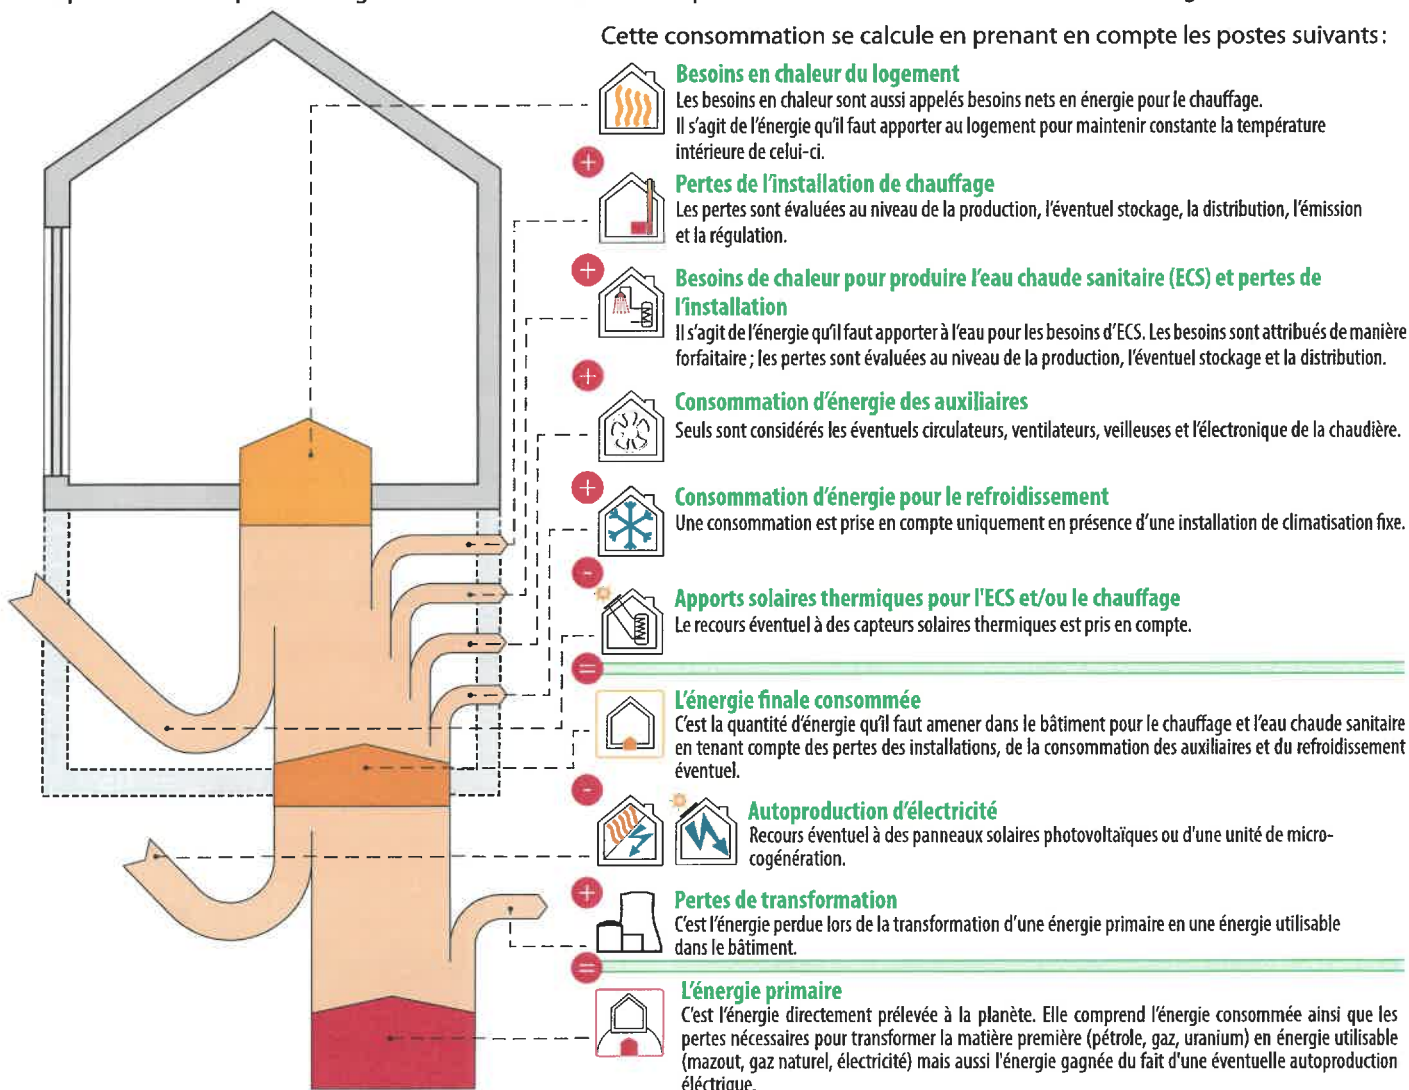 Cette consommation se calcule en prenant en compte les postes suivants :
Besoins en chaleur du logement
Les besoins en chaleur sont aussi appelés besoins nets en énergie pour le chauffage.
Il s'agit de l'énergie qu'il faut apporter au logement pour maintenir constante la température
intérieure de celui-ci.
+
Pertes de l'installation de chauffage
Les pertes sont évaluées au niveau de la production, l'éventuel stockage, la distribution, l'émission
et la régulation.
+
Besoins de chaleur pour produire l'eau chaude sanitaire (ECS) et pertes de
l'installation
Il s'agit de l'énergie qu'il faut apporter à l'eau pour les besoins d'ECS. Les besoins sont attribués de manière
forfaitaire ; les pertes sont évaluées au niveau de la production, l'éventuel stockage et la distribution.
+
Consommation d'énergie des auxiliaires
Seuls sont considérés les éventuels circulateurs, ventilateurs, veilleuses et l'électronique de la chaudière.
+
Consommation d'énergie pour le refroidissement
Une consommation est prise en compte uniquement en présence d'une installation de climatisation fixe.
-
Apports solaires thermiques pour l'ECS et/ou le chauffage
Le recours éventuel à des capteurs solaires thermiques est pris en compte.
=
L'énergie finale consommée
C'est la quantité d'énergie qu'il faut amener dans le bâtiment pour le chauffage et l'eau chaude sanitaire
en tenant compte des pertes des installations, de la consommation des auxiliaires et du refroidissement
éventuel.
-
Autoproduction d'électricité
Recours éventuel à des panneaux solaires photovoltaïques ou d'une unité de micro-
cogénération.
+
Pertes de transformation
C'est l'énergie perdue lors de la transformation d'une énergie primaire en une énergie utilisable
dans le bâtiment.
=
L'énergie primaire
C'est l'énergie directement prélevée à la planète. Elle comprend l'énergie consommée ainsi que les
pertes nécessaires pour transformer la matière première (pétrole, gaz, uranium) en énergie utilisable
(mazout, gaz naturel, électricité) mais aussi l'énergie gagnée du fait d'une éventuelle autoproduction
éléctrique.